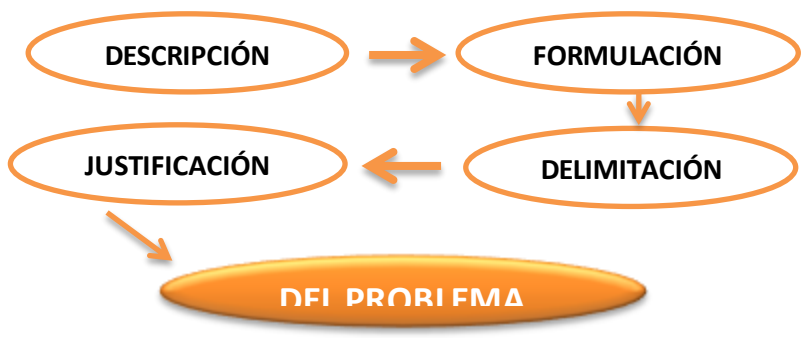 DESCRIPCIÓN
FORMULACIÓN
DELIMITACIÓN
JUSTIFICACIÓN
DEL PROBLEMA